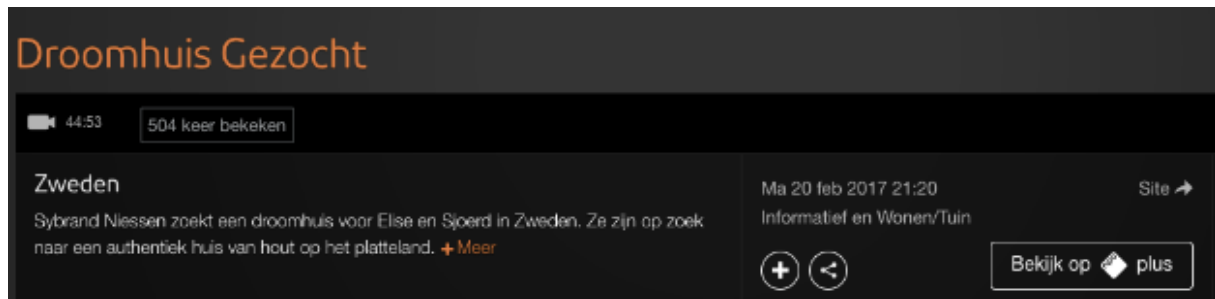 Droomhuis Gezocht
44:53 504 keer bekeken
Zweden
Sybrand Niessen zoekt een droomhuis voor Elise en Sjoerd in Zweden. Ze zijn op zoek
naar een authentiek huis van hout op het platteland. + Meer
Ma 20 feb 2017 21:20 Site
Informatief en Wonen/Tuin
Bekijk op plus